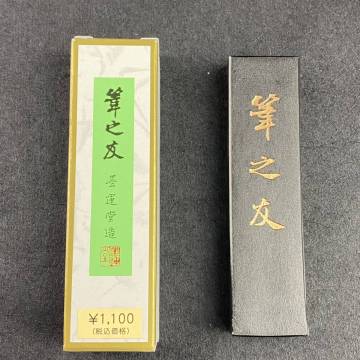 筆之友
墨運堂造
¥1,100
(税込価格)
筆之友